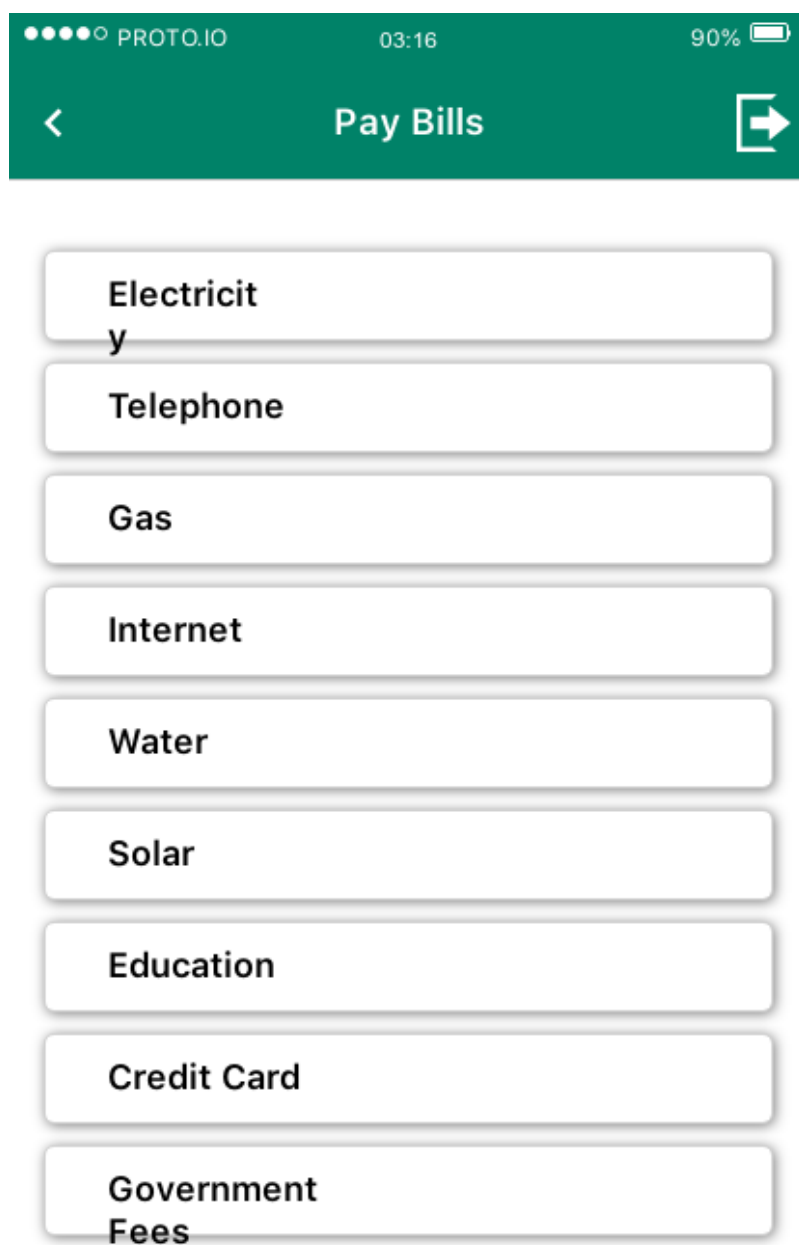 PROTO.IO 03:16 90%
Pay Bills
Electricit
y
Telephone
Gas
Internet
Water
Solar
Education
Credit Card
Government
Fees